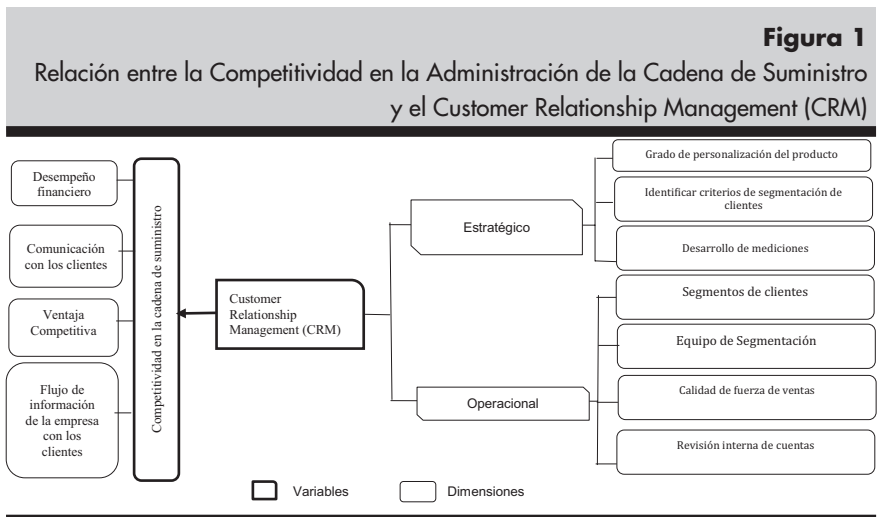 Figura 1
Relación entre la Competitividad en la Administración de la Cadena de Suministro
y el Customer Relationship Management (CRM)
Desempeño
financiero
Comunicación
con los clientes
Ventaja
Competitiva
Flujo de
información
de la empresa
con los
clientes
Competitividad en la cadena de suministro
Customer
Relationship
Management (CRM)
Estratégico
Operacional
Grado de personalización del producto
Identificar criterios de segmentación de
clientes
Desarrollo de mediciones
Segmentos de clientes
Equipo de Segmentación
Calidad de fuerza de ventas
Revisión interna de cuentas
Variables
Dimensiones